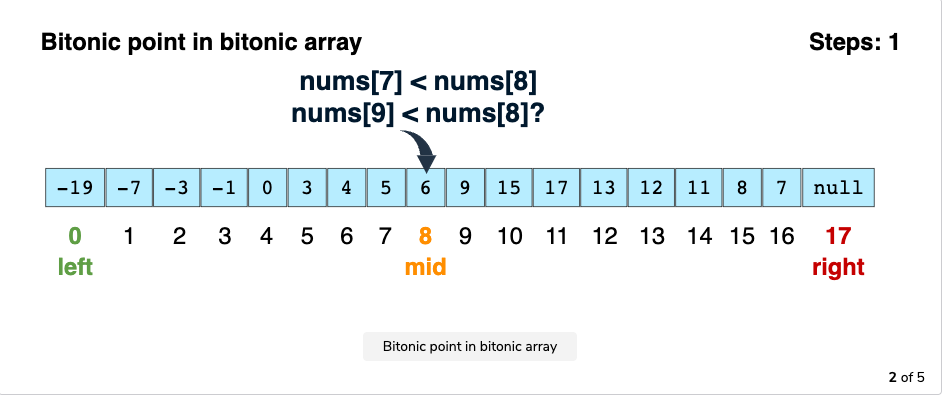 Bitonic point in bitonic array
Steps: 1
nums[7] < nums[8]
nums[9] < nums[8]?
-19 -7 -3 -1 0 3 4 5 6 9 15 17 13 12 11 8 7 null
0 1 2 3 4 5 6 7 8 9 10 11 12 13 14 15 16 17
left mid right
Bitonic point in bitonic array
2 of 5